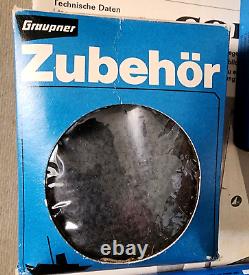 Graupner
Technische Daten
Zubehör